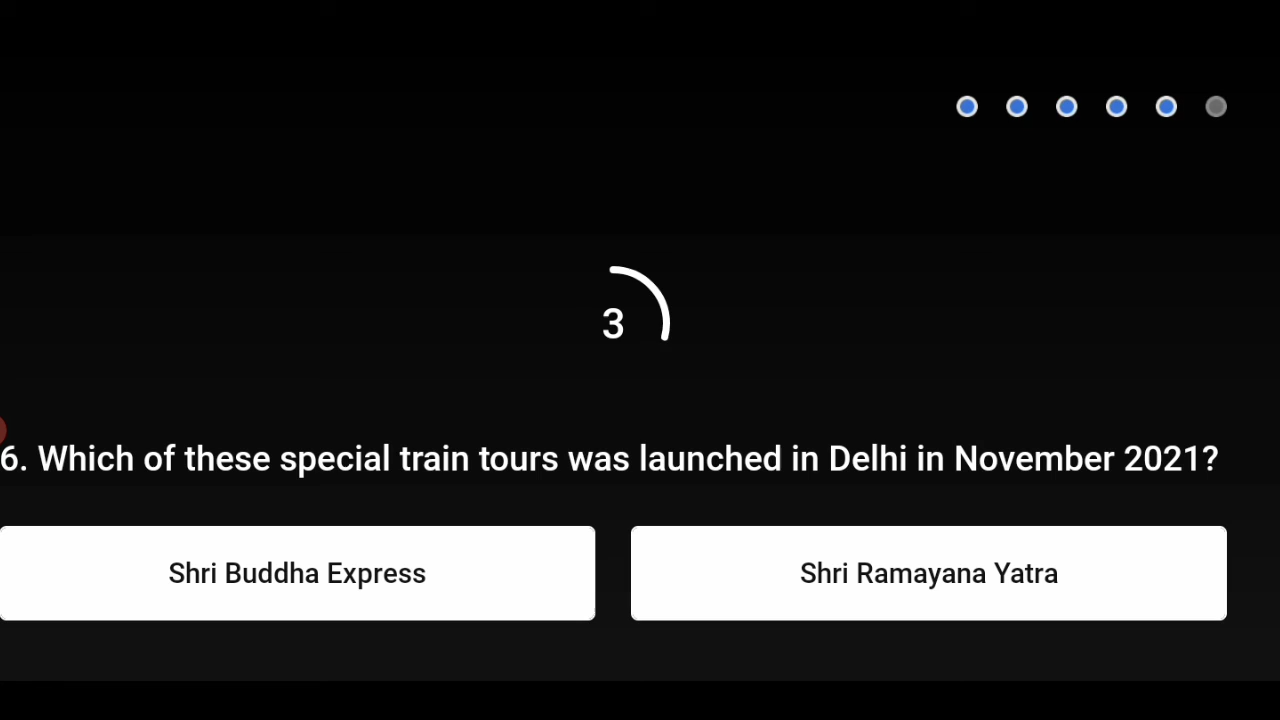 3
6. Which of these special train tours was launched in Delhi in November 2021?
Shri Buddha Express
Shri Ramayana Yatra